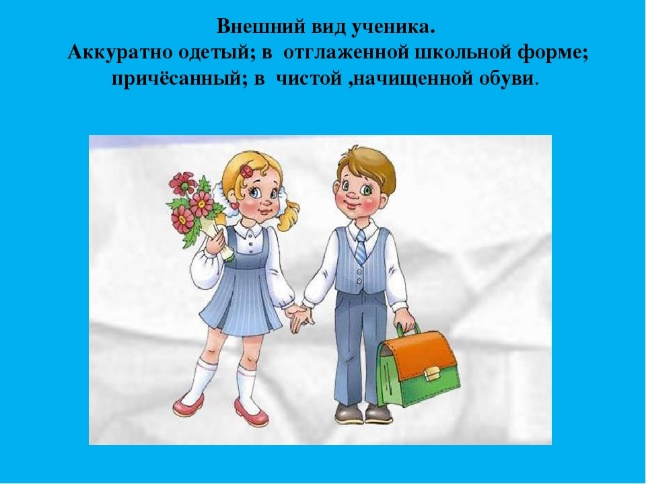 Внешний вид ученика.
Аккуратно одетый; в отглаженной школьной форме;
причёсанный; в чистой ,начищенной обуви.